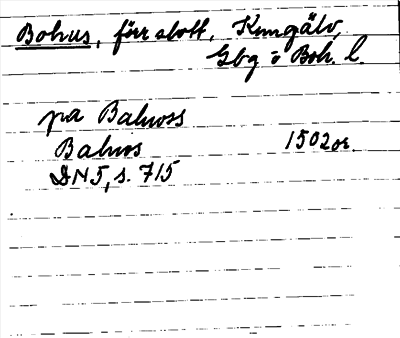 Bohus, förr slott, Kungälv,
Gbg o Boh. l.
pa Bahuss
Bahus 1502 or.
DN 5, s. 715